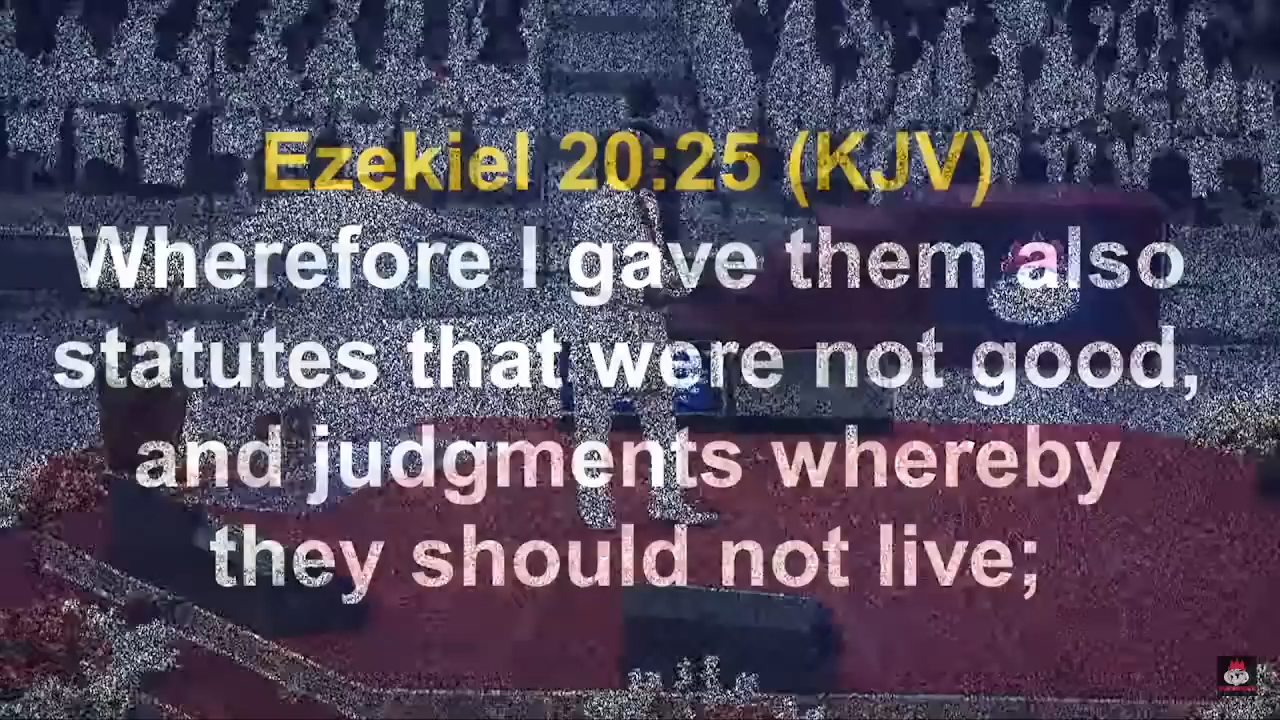 Ezekiel 20:25 (KJV)
Wherefore I gave them also
statutes that were not good,
and judgments whereby
they should not live;